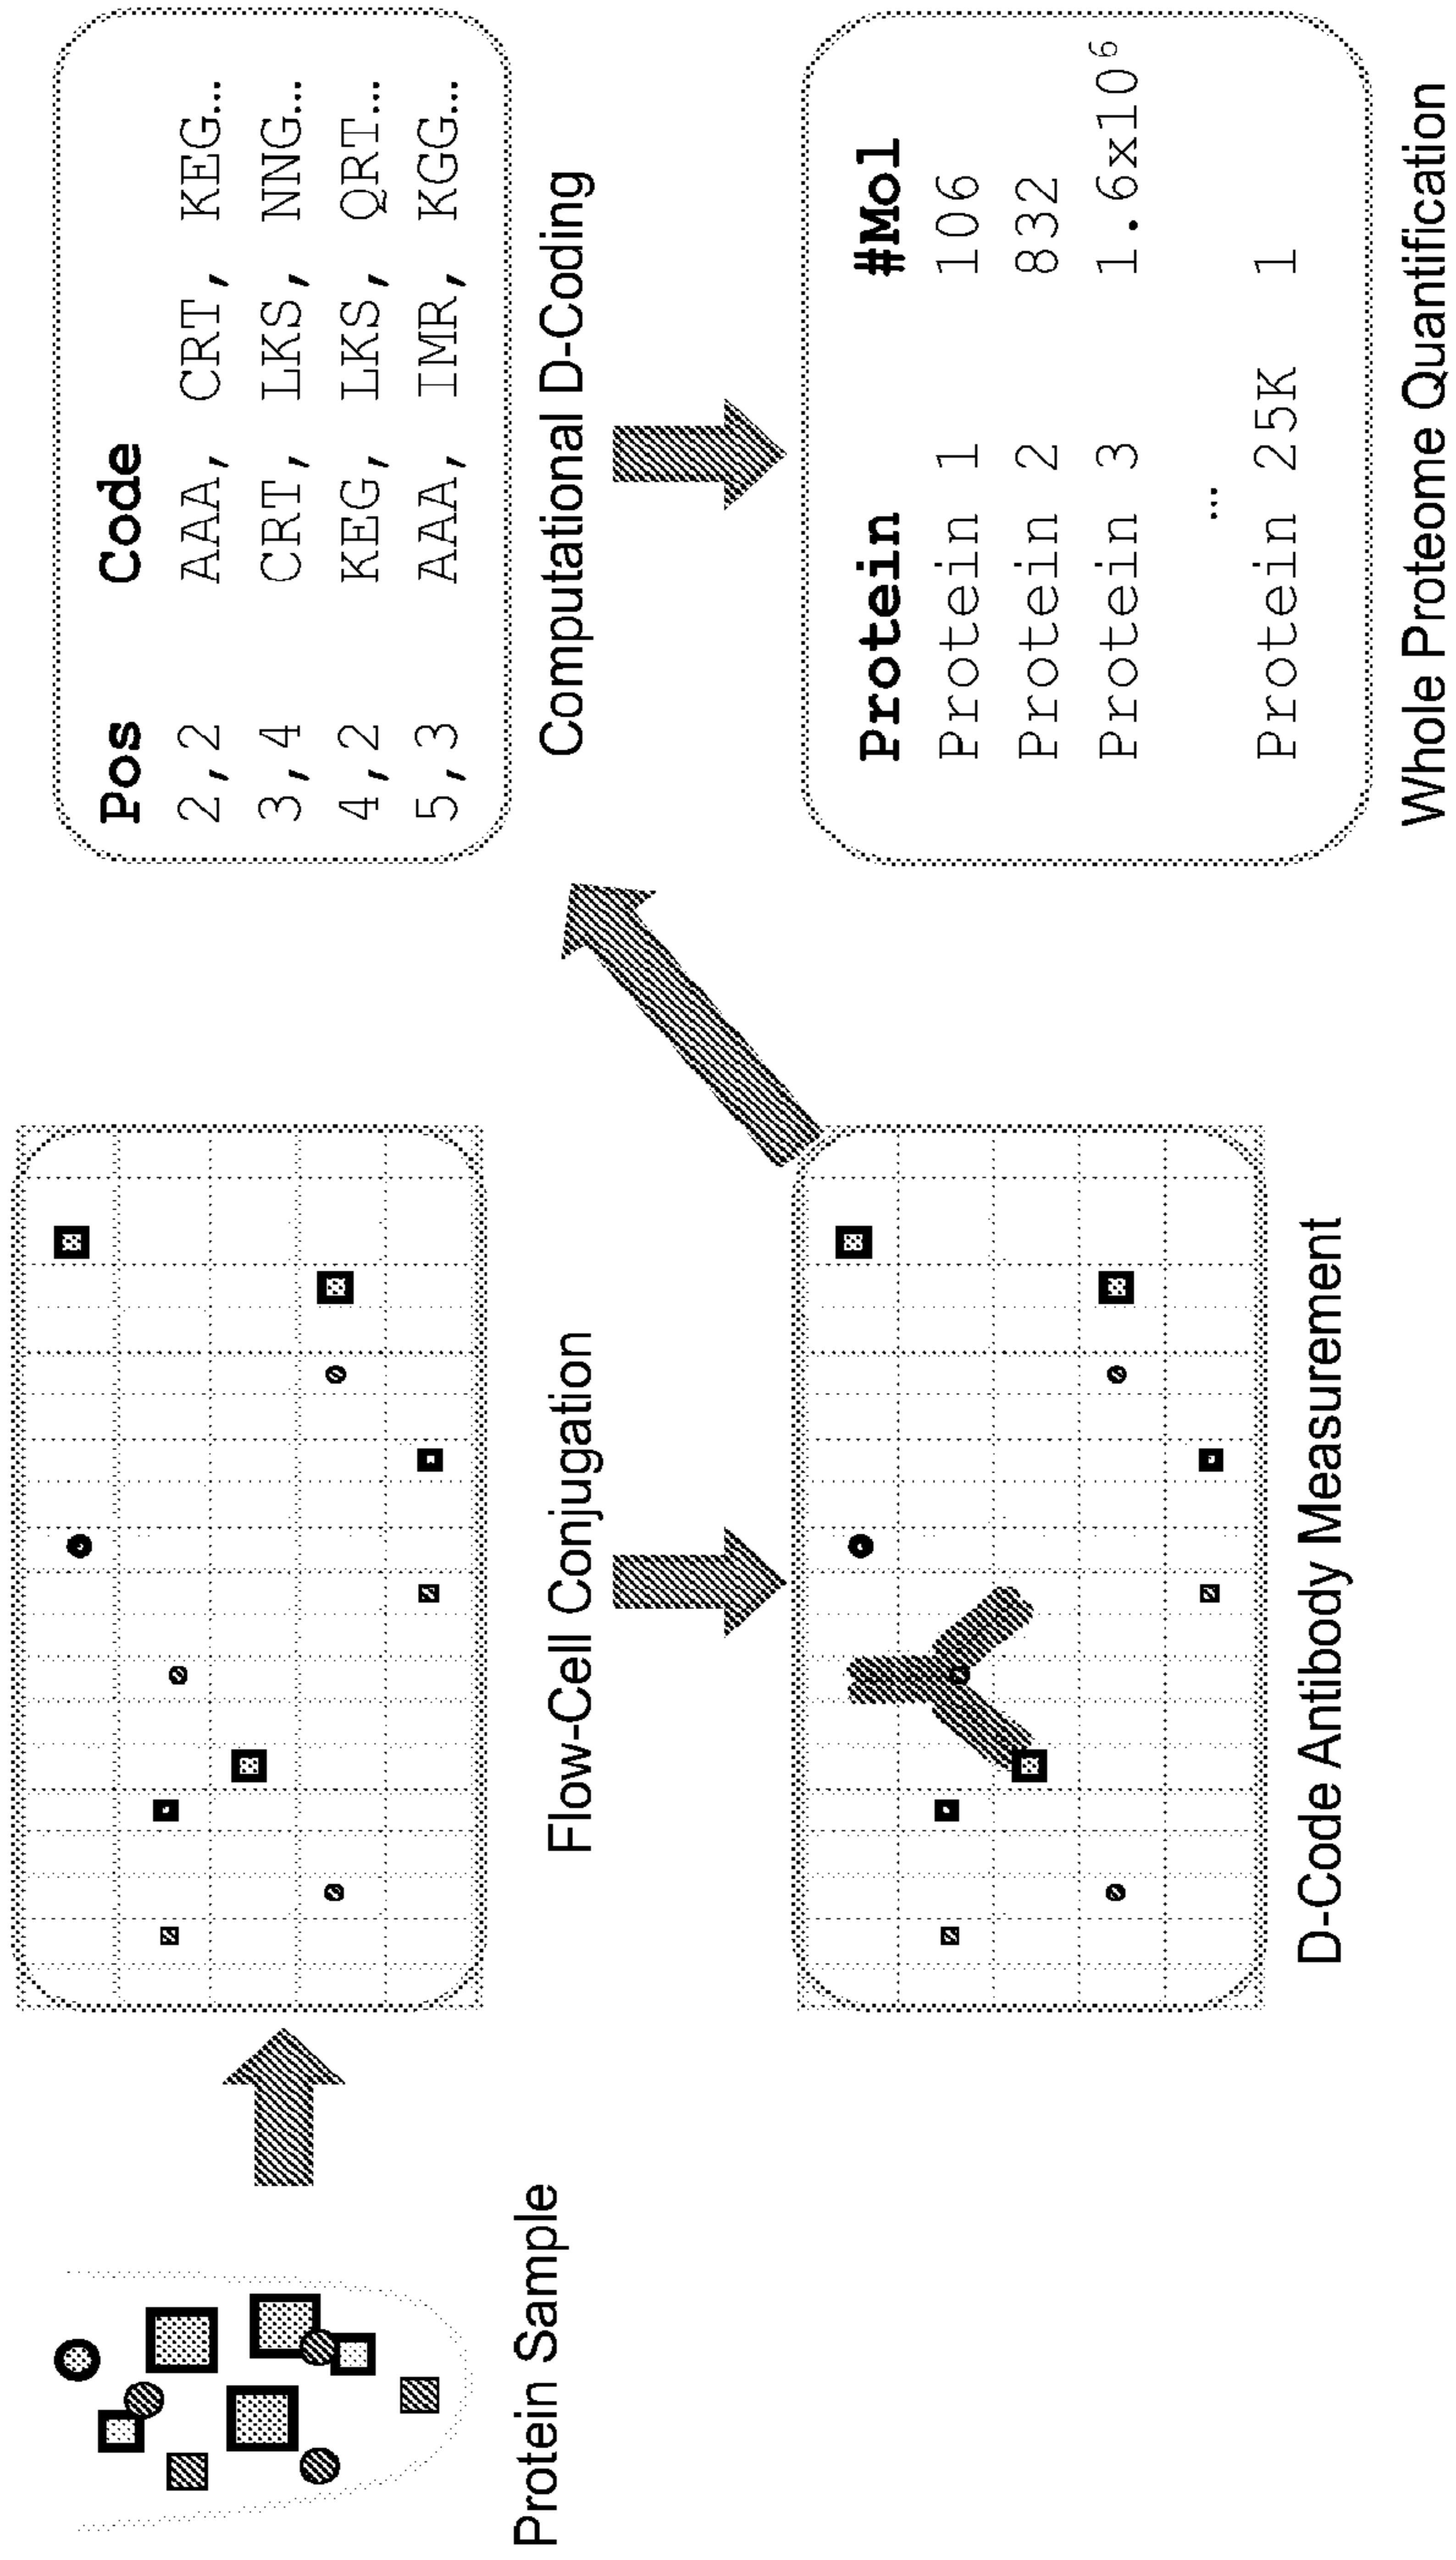 Protein Sample
Flow-Cell Conjugation
D-Code Antibody Measurement
Pos Code
2,2 AAA, CRT, KEG…
3,4 CRT, LKS, NNG…
4,2 KEG, LKS, QRT…
5,3 AAA, IMR, KGG…
Computational D-Coding
Protein #Mol
Protein 1 106
Protein 2 832
Protein 3 1.6x10⁶
…
Protein 25K 1
Whole Proteome Quantification